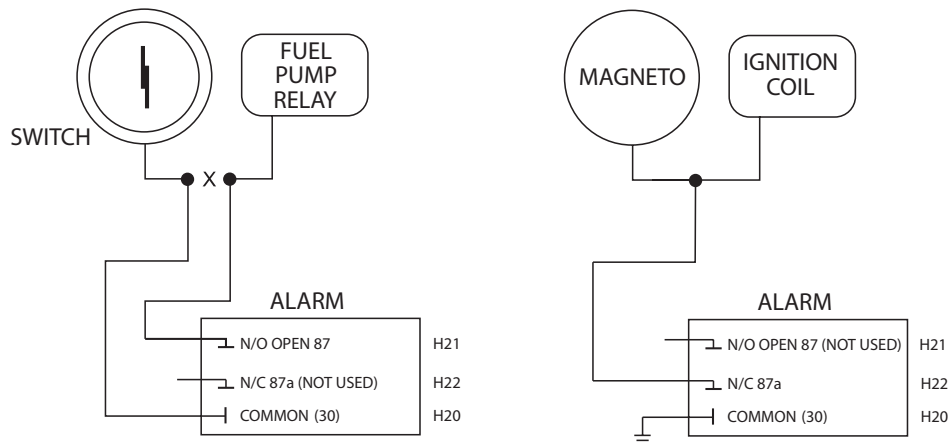 SWITCH
FUEL
PUMP
RELAY
X
ALARM
N/O OPEN 87 H21
N/C 87a (NOT USED) H22
COMMON (30) H20
MAGNETO
IGNITION
COIL
ALARM
N/O OPEN 87 (NOT USED) H21
N/C 87a H22
COMMON (30) H20